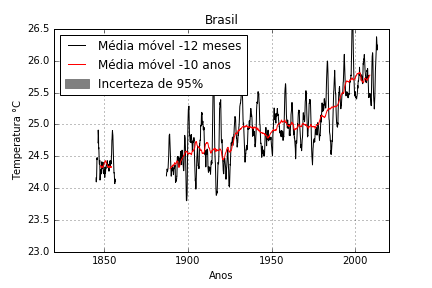 Brasil
Média móvel -12 meses
Média móvel -10 anos
Incerteza de 95%
Temperatura °C
26.5
26.0
25.5
25.0
24.5
24.0
23.5
23.0
1850
1900
1950
2000
Anos